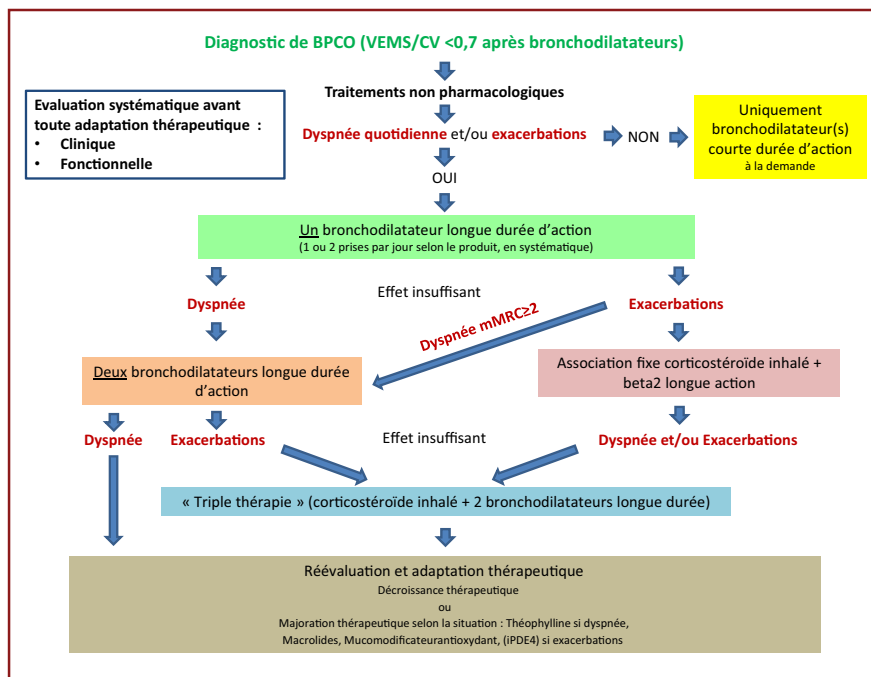 Diagnostic de BPCO (VEMS/CV <0,7 après bronchodilatateurs)
Traitements non pharmacologiques
Evaluation systématique avant
toute adaptation thérapeutique :
• Clinique
• Fonctionnelle
Dyspnée quotidienne et/ou exacerbations
NON
Uniquement
bronchodilatateur(s)
courte durée d’action
à la demande
OUI
Un bronchodilatateur longue durée d’action
(1 ou 2 prises par jour selon le produit, en systématique)
Dyspnée
Effet insuffisant
Exacerbations
Dyspnée mMRC≥2
Deux bronchodilatateurs longue durée
d’action
Association fixe corticostéroïde inhalé +
beta2 longue action
Dyspnée
Exacerbations
Effet insuffisant
Dyspnée et/ou Exacerbations
« Triple thérapie » (corticostéroïde inhalé + 2 bronchodilatateurs longue durée)
Réévaluation et adaptation thérapeutique
Décroissance thérapeutique
ou
Majoration thérapeutique selon la situation : Théophylline si dyspnée,
Macrolides, Mucomodificateurantioxydant, (iPDE4) si exacerbations